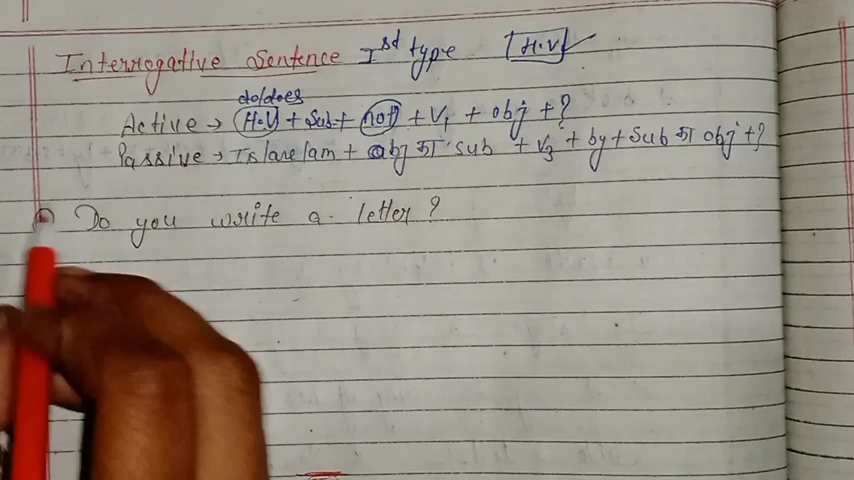 Interrogative Sentence Ist type [H.V]
do/does
Active → H.V + Sub + not + V1 + obj + ?
Passive → Is/are/am + obj का sub + V3 + by + Sub का obj + ?
Do you write a letter?